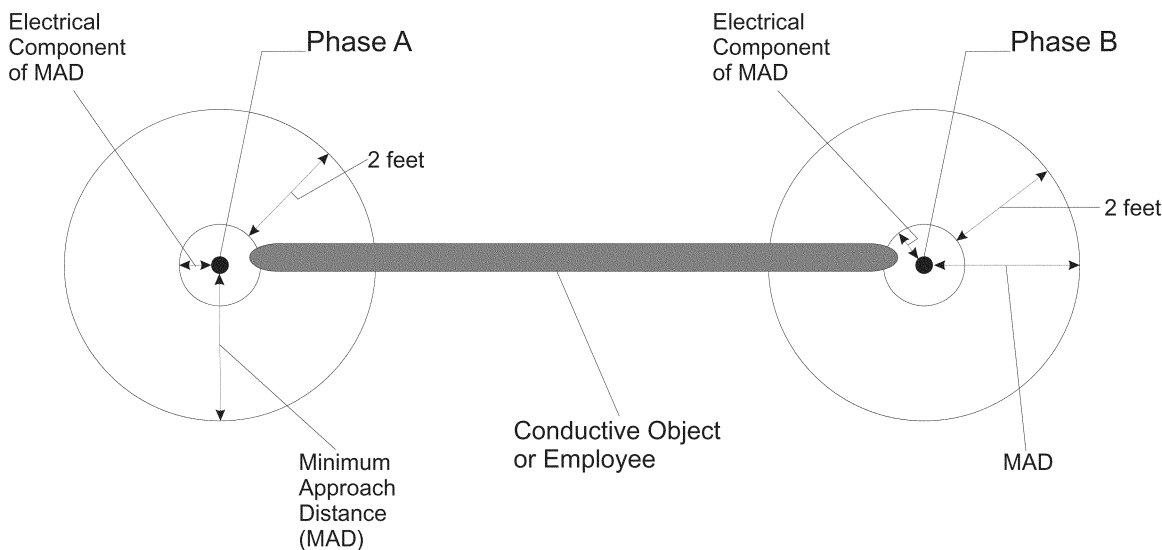 Electrical
Component
of MAD
Phase A
2 feet
Electrical
Component
of MAD
Phase B
2 feet
Conductive Object
or Employee
Minimum
Approach
Distance
(MAD)
MAD